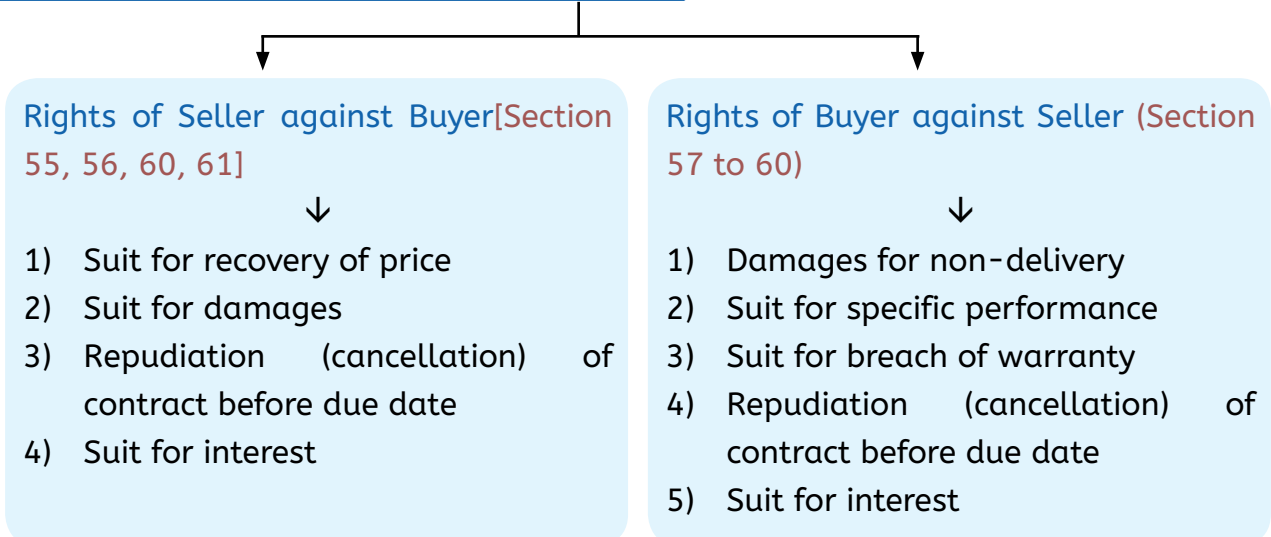 Rights of Seller against Buyer[Section
55, 56, 60, 61]
1) Suit for recovery of price
2) Suit for damages
3) Repudiation (cancellation) of
contract before due date
4) Suit for interest
Rights of Buyer against Seller (Section
57 to 60)
1) Damages for non-delivery
2) Suit for specific performance
3) Suit for breach of warranty
4) Repudiation (cancellation) of
contract before due date
5) Suit for interest